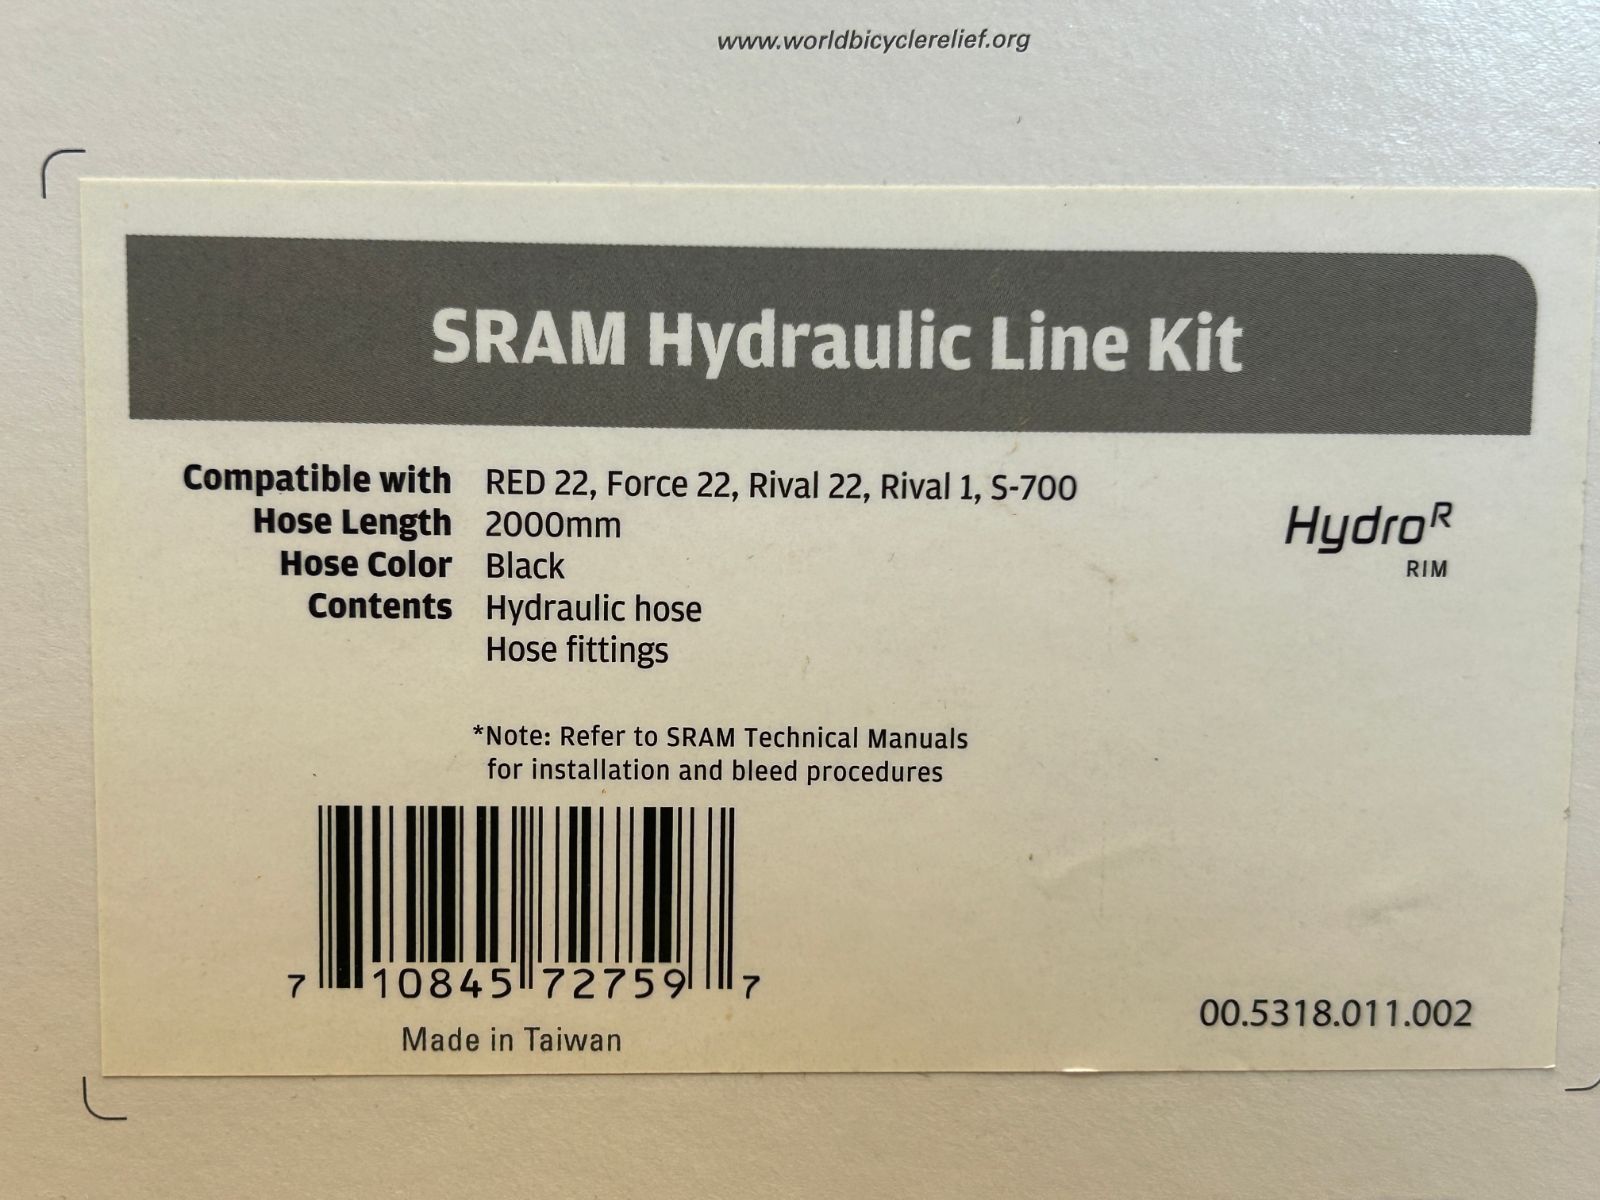 www.worldbicyclerelief.org
SRAM Hydraulic Line Kit
Compatible with RED 22, Force 22, Rival 22, Rival 1, S-700
Hose Length 2000mm
Hose Color Black
Contents Hydraulic hose
Hose fittings
HydroR
RIM
*Note: Refer to SRAM Technical Manuals
for installation and bleed procedures
7 10845 72759 7
Made in Taiwan
00.5318.011.002